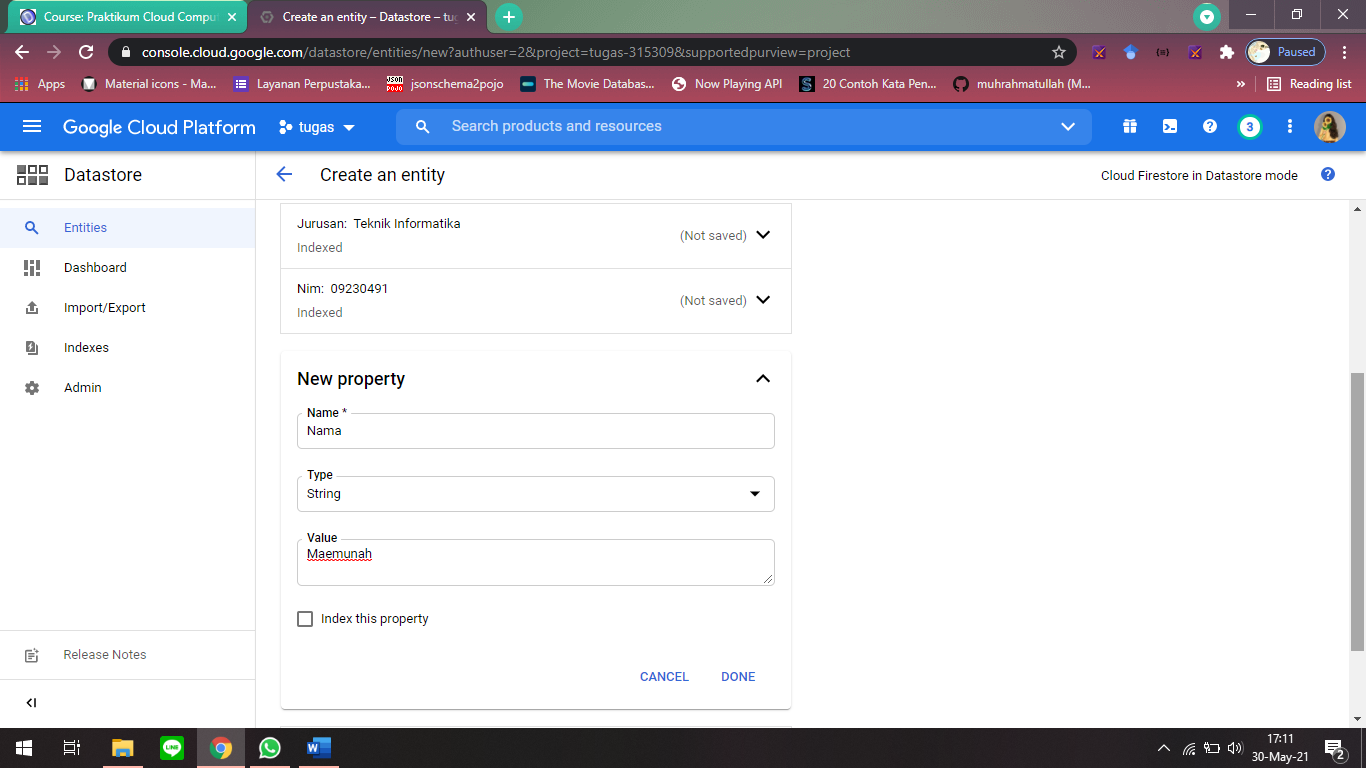 Course: Praktikum Cloud Comput
Create an entity – Datastore – tug
console.cloud.google.com/datastore/entities/new?authuser=2&project=tugas-315309&supportedpurview=project
Paused
Apps
Material icons - Ma...
Layanan Perpustaka...
JSON
POJO
jsonschema2pojo
The Movie Databas...
Now Playing API
20 Contoh Kata Pen...
muhrahmatullah (M...
»
Reading list
Google Cloud Platform
tugas
Search products and resources
3
Datastore
Create an entity
Cloud Firestore in Datastore mode
Entities
Dashboard
Import/Export
Indexes
Admin
Release Notes
Jurusan: Teknik Informatika
Indexed
(Not saved)
Nim: 09230491
Indexed
(Not saved)
New property
Name *
Nama
Type
String
Value
Maemunah
Index this property
CANCEL
DONE
LINE
17:11
30-May-21
2